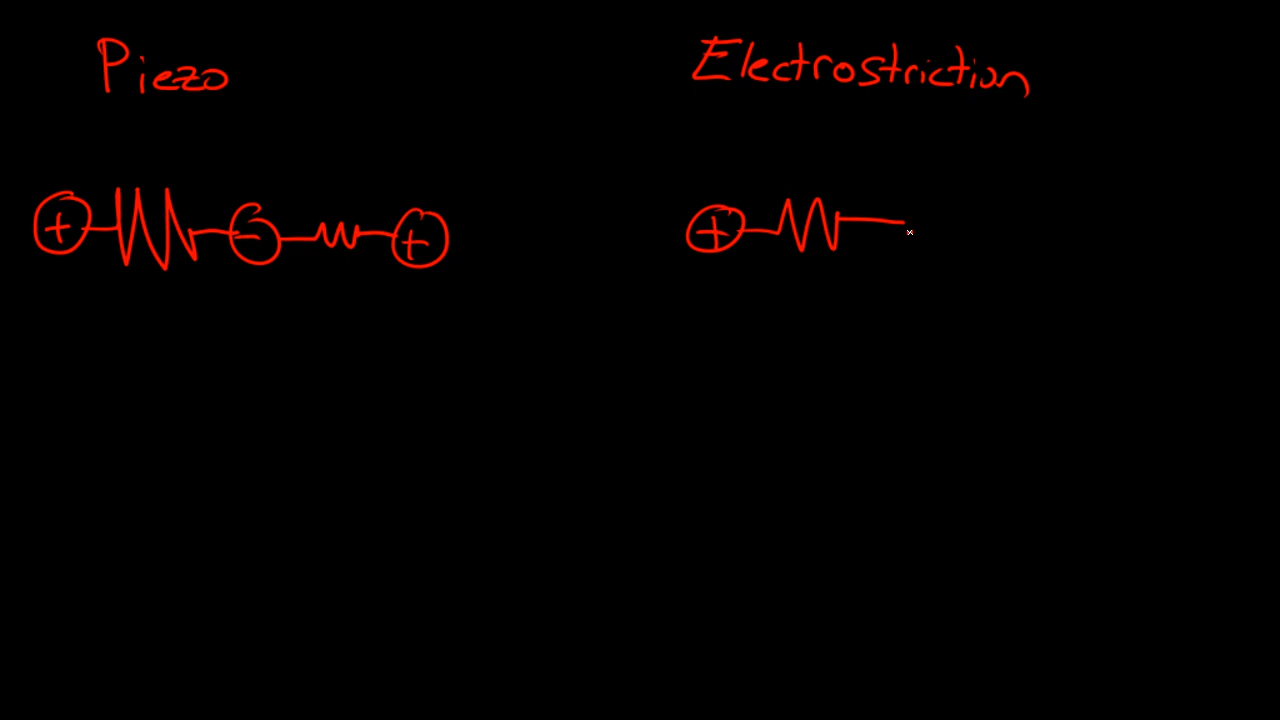 Piezo
Electrostriction
+ - +
+